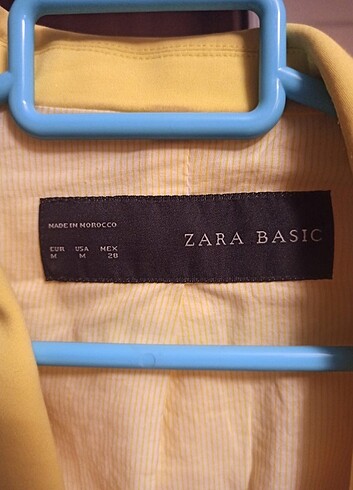 MADE IN MOROCCO
EUR USA MEX
M M 28
ZARA BASIC